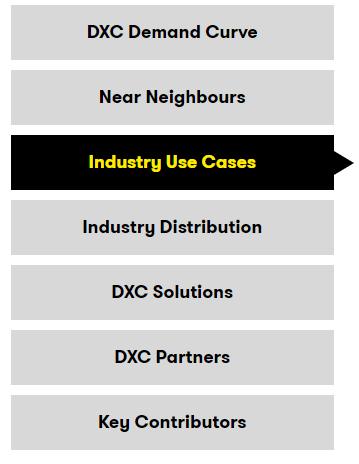 DXC Demand Curve
Near Neighbours
Industry Use Cases
Industry Distribution
DXC Solutions
DXC Partners
Key Contributors